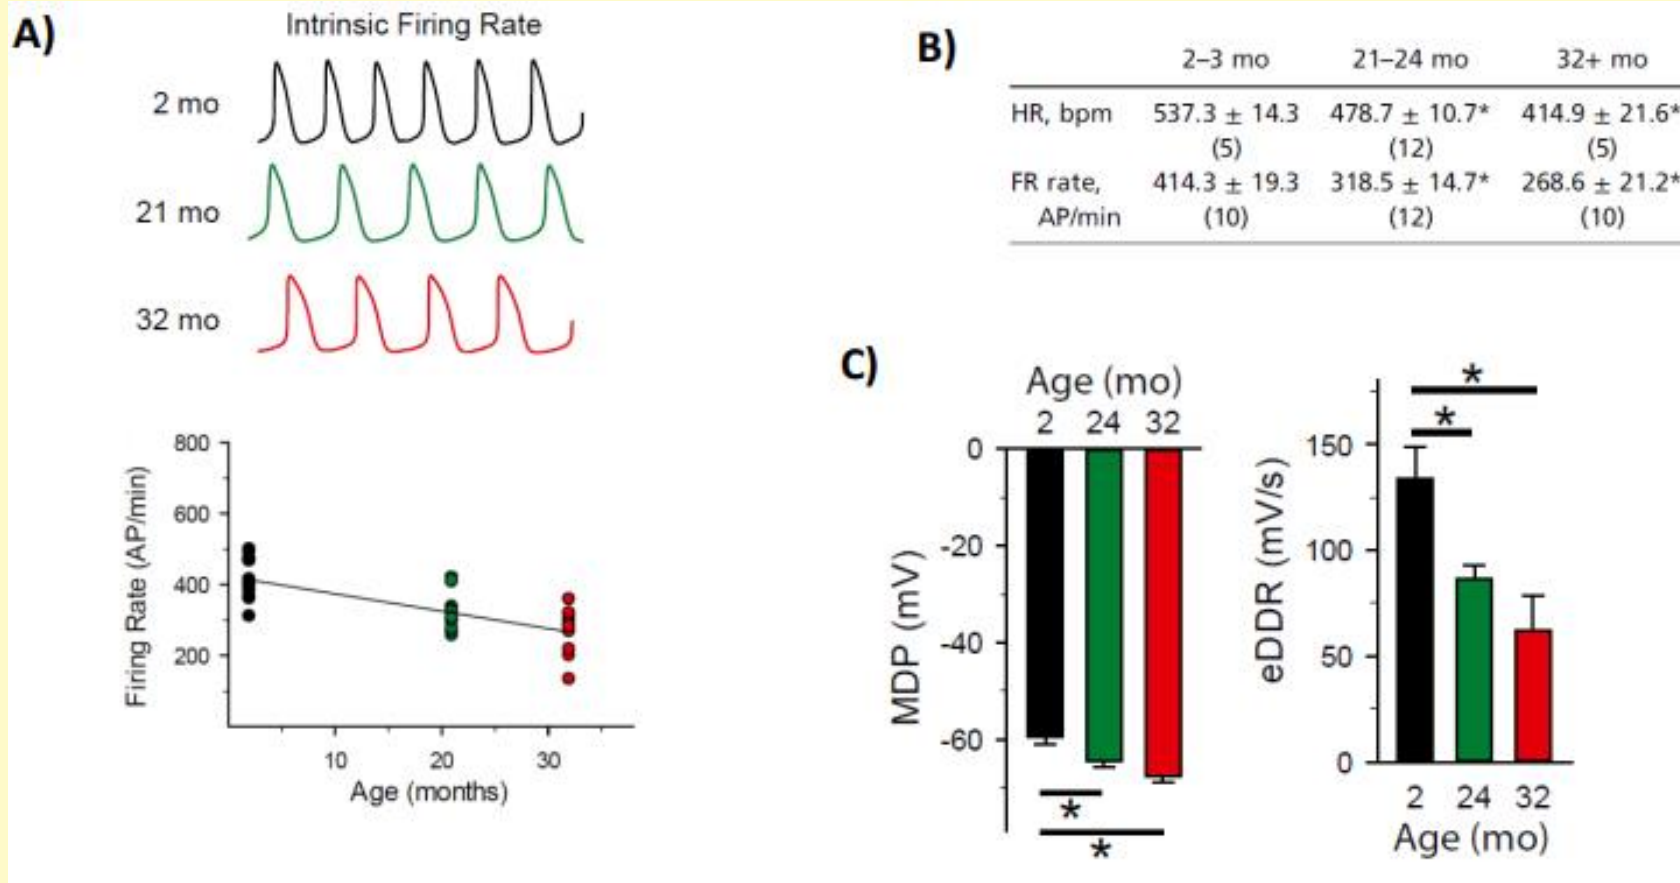 A)
Intrinsic Firing Rate
2 mo
21 mo
32 mo
800
600
400
200
Firing Rate (AP/min)
10 20 30
Age (months)
B)
2–3 mo 21–24 mo 32+ mo
HR, bpm 537.3 ± 14.3 478.7 ± 10.7* 414.9 ± 21.6*
(5) (12) (5)
FR rate, 414.3 ± 19.3 318.5 ± 14.7* 268.6 ± 21.2*
AP/min (10) (12) (10)
C)
Age (mo)
2 24 32
0
-20
-40
-60
MDP (mV)
*
*
*
*
150
100
50
0
eDDR (mV/s)
2 24 32
Age (mo)